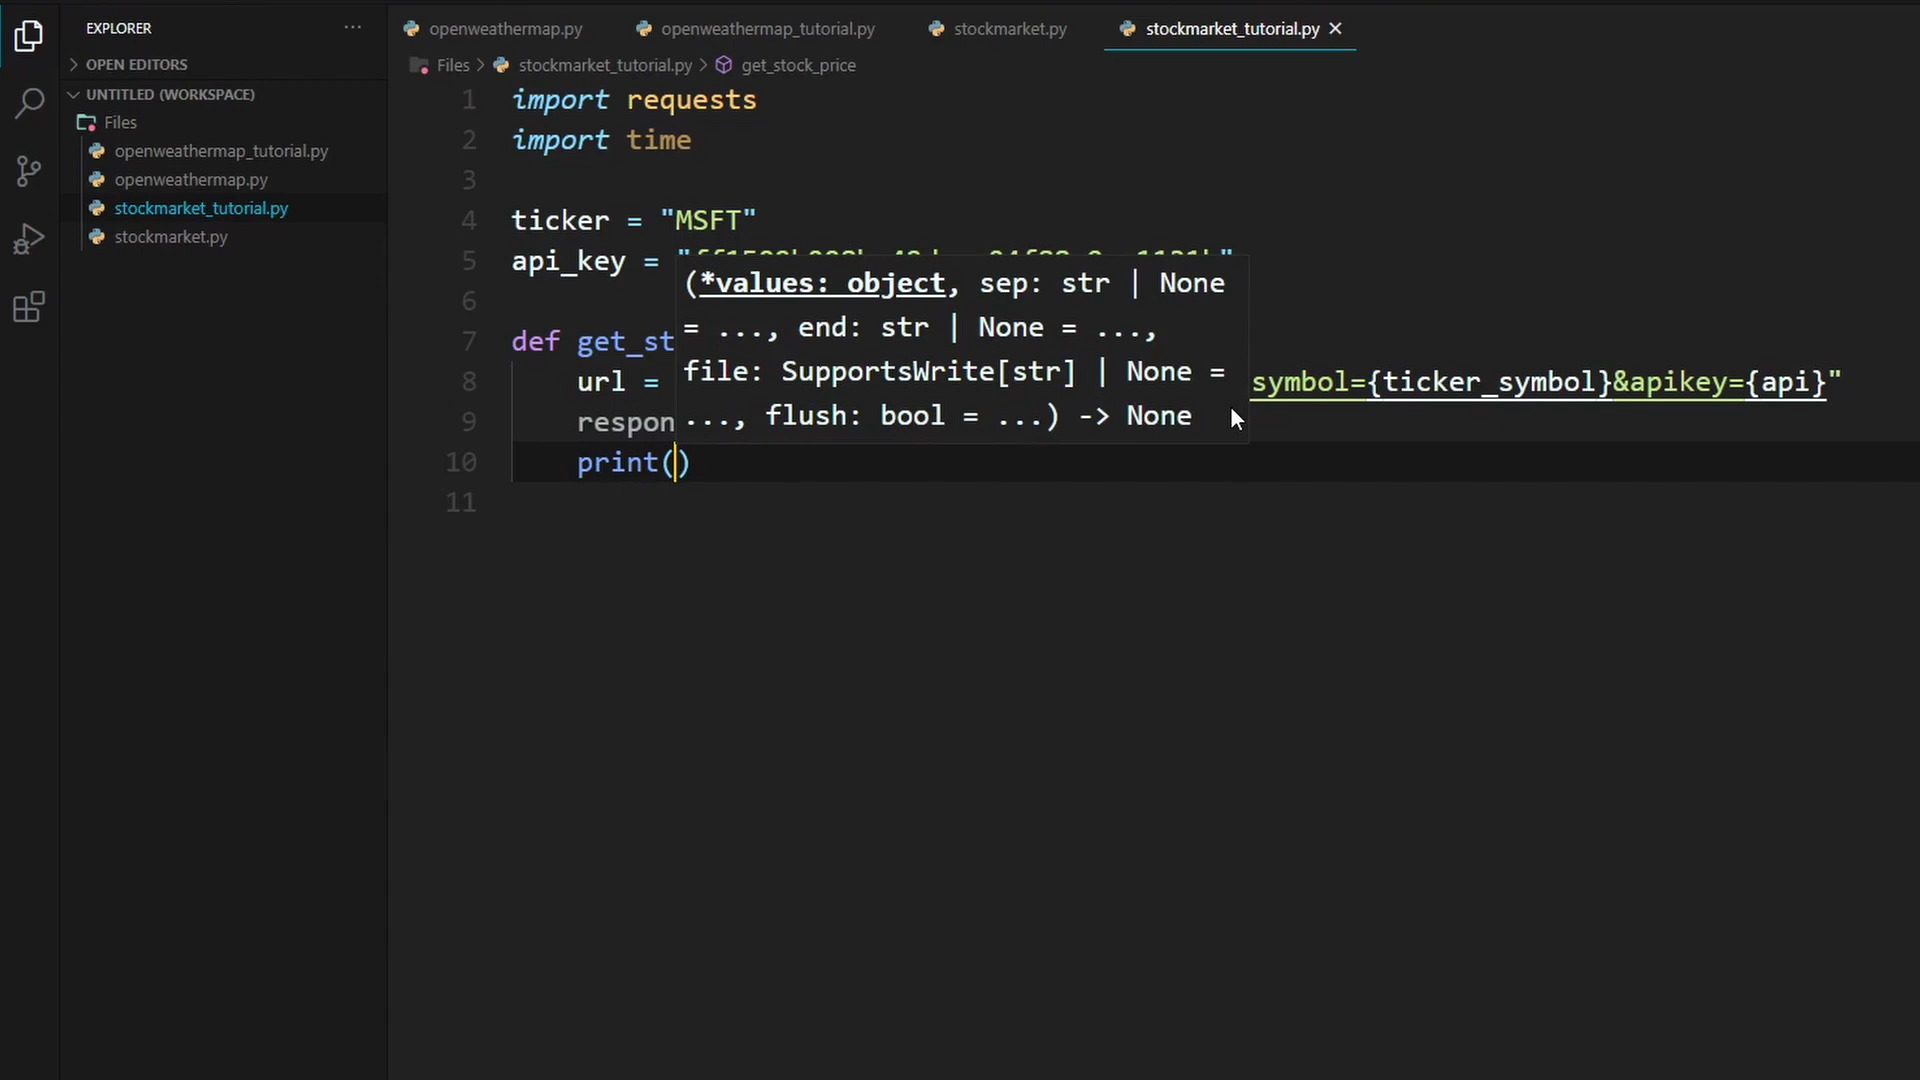 EXPLORER ...
OPEN EDITORS
UNTITLED (WORKSPACE)
Files
openweathermap_tutorial.py
openweathermap.py
stockmarket_tutorial.py
stockmarket.py
openweathermap.py openweathermap_tutorial.py stockmarket.py stockmarket_tutorial.py
Files > stockmarket_tutorial.py > get_stock_price
1 import requests
2 import time
3
4 ticker = "MSFT"
5 api_key =
6
7 def get_st
8 url = symbol={ticker_symbol}&apikey={api}"
9 respon
10 print()
11
(*values: object, sep: str | None
= ..., end: str | None = ...,
file: SupportsWrite[str] | None =
..., flush: bool = ...) -> None